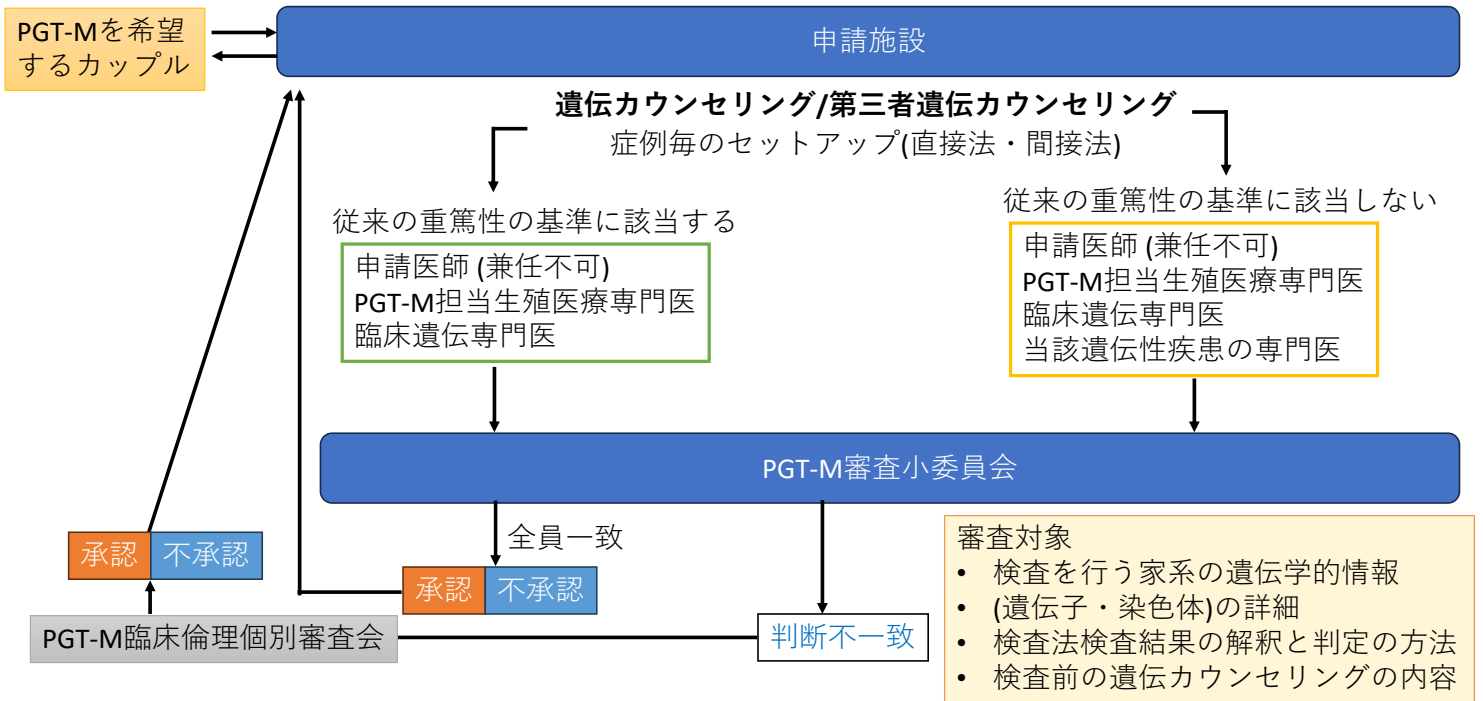 PGT-Mを希望
するカップル
申請施設
遺伝カウンセリング/第三者遺伝カウンセリング
症例毎のセットアップ(直接法・間接法)
従来の重篤性の基準に該当する
申請医師 (兼任不可)
PGT-M担当生殖医療専門医
臨床遺伝専門医
従来の重篤性の基準に該当しない
申請医師 (兼任不可)
PGT-M担当生殖医療専門医
臨床遺伝専門医
当該遺伝性疾患の専門医
PGT-M審査小委員会
全員一致
承認 不承認
判断不一致
PGT-M臨床倫理個別審査会
承認 不承認
審査対象
• 検査を行う家系の遺伝学的情報
• (遺伝子・染色体)の詳細
• 検査法検査結果の解釈と判定の方法
• 検査前の遺伝カウンセリングの内容